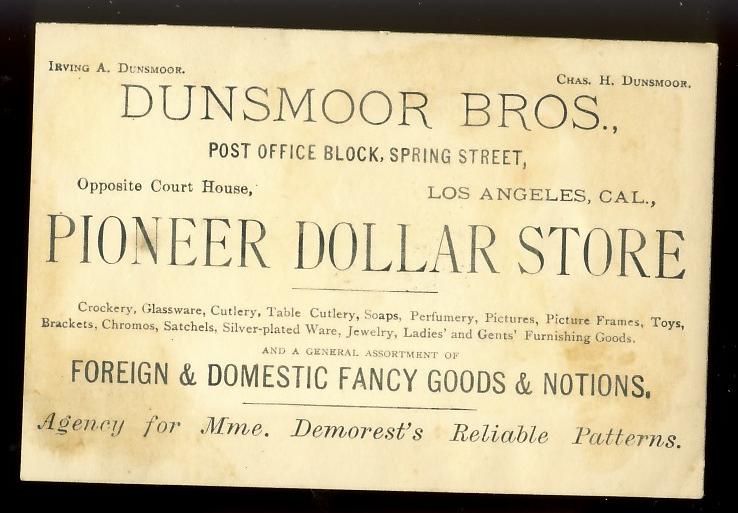 Irving A. Dunsmoor.
Chas. H. Dunsmoor.
DUNSMOOR BROS.,
POST OFFICE BLOCK, SPRING STREET,
Opposite Court House,
LOS ANGELES, CAL.,
PIONEER DOLLAR STORE
Crockery, Glassware, Cutlery, Table Cutlery, Soaps, Perfumery, Pictures, Picture Frames, Toys,
Brackets, Chromos, Satchels, Silver-plated Ware, Jewelry, Ladies' and Gents' Furnishing Goods.
AND A GENERAL ASSORTMENT OF
FOREIGN & DOMESTIC FANCY GOODS & NOTIONS.
Agency for Mme. Demorest's Reliable Patterns.